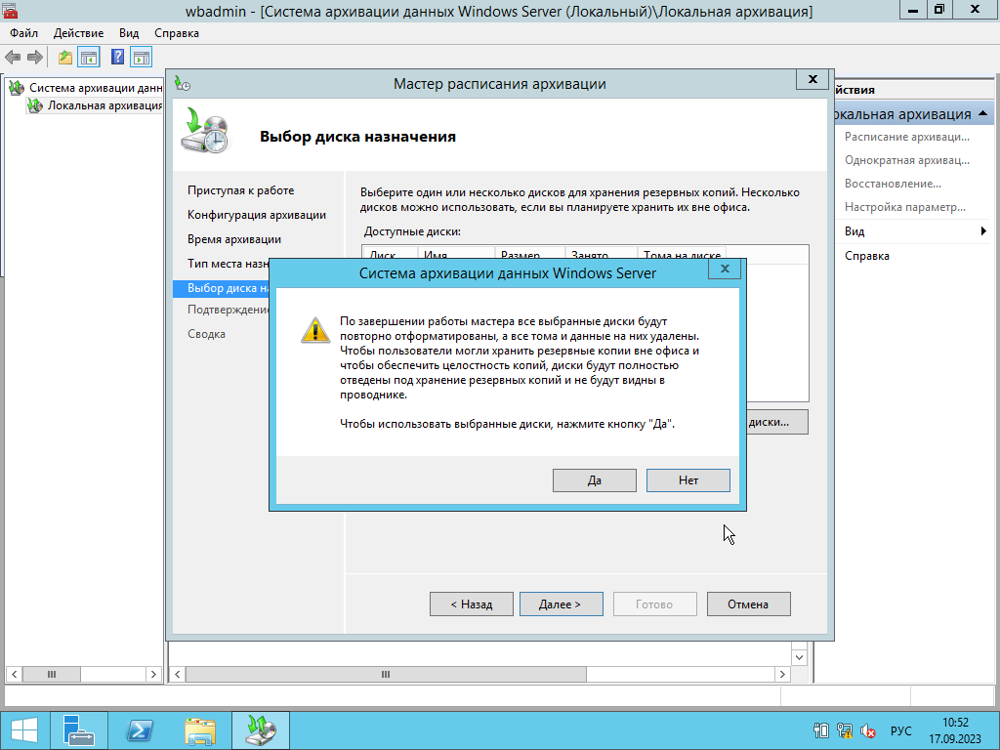 wbadmin - [Система архивации данных Windows Server (Локальный)\Локальная архивация]
Файл Действие Вид Справка
Система архивации данн
Локальная архивация
Мастер расписания архивации
Выбор диска назначения
Приступая к работе
Конфигурация архивации
Время архивации
Тип места назн
Выбор диска на
Подтверждение
Сводка
Выберите один или несколько дисков для хранения резервных копий. Несколько
дисков можно использовать, если вы планируете хранить их вне офиса.
Доступные диски:
Диск Имя Размер Занято Тома на диске
диски...
Система архивации данных Windows Server
По завершении работы мастера все выбранные диски будут
повторно отформатированы, а все тома и данные на них удалены.
Чтобы пользователи могли хранить резервные копии вне офиса и
чтобы обеспечить целостность копий, диски будут полностью
отведены под хранение резервных копий и не будут видны в
проводнике.
Чтобы использовать выбранные диски, нажмите кнопку "Да".
Да Нет
< Назад Далее > Готово Отмена
йствия
окальная архивация
Расписание архиваци...
Однократная архивац...
Восстановление...
Настройка параметр...
Вид
Справка
РУС
10:52
17.09.2023